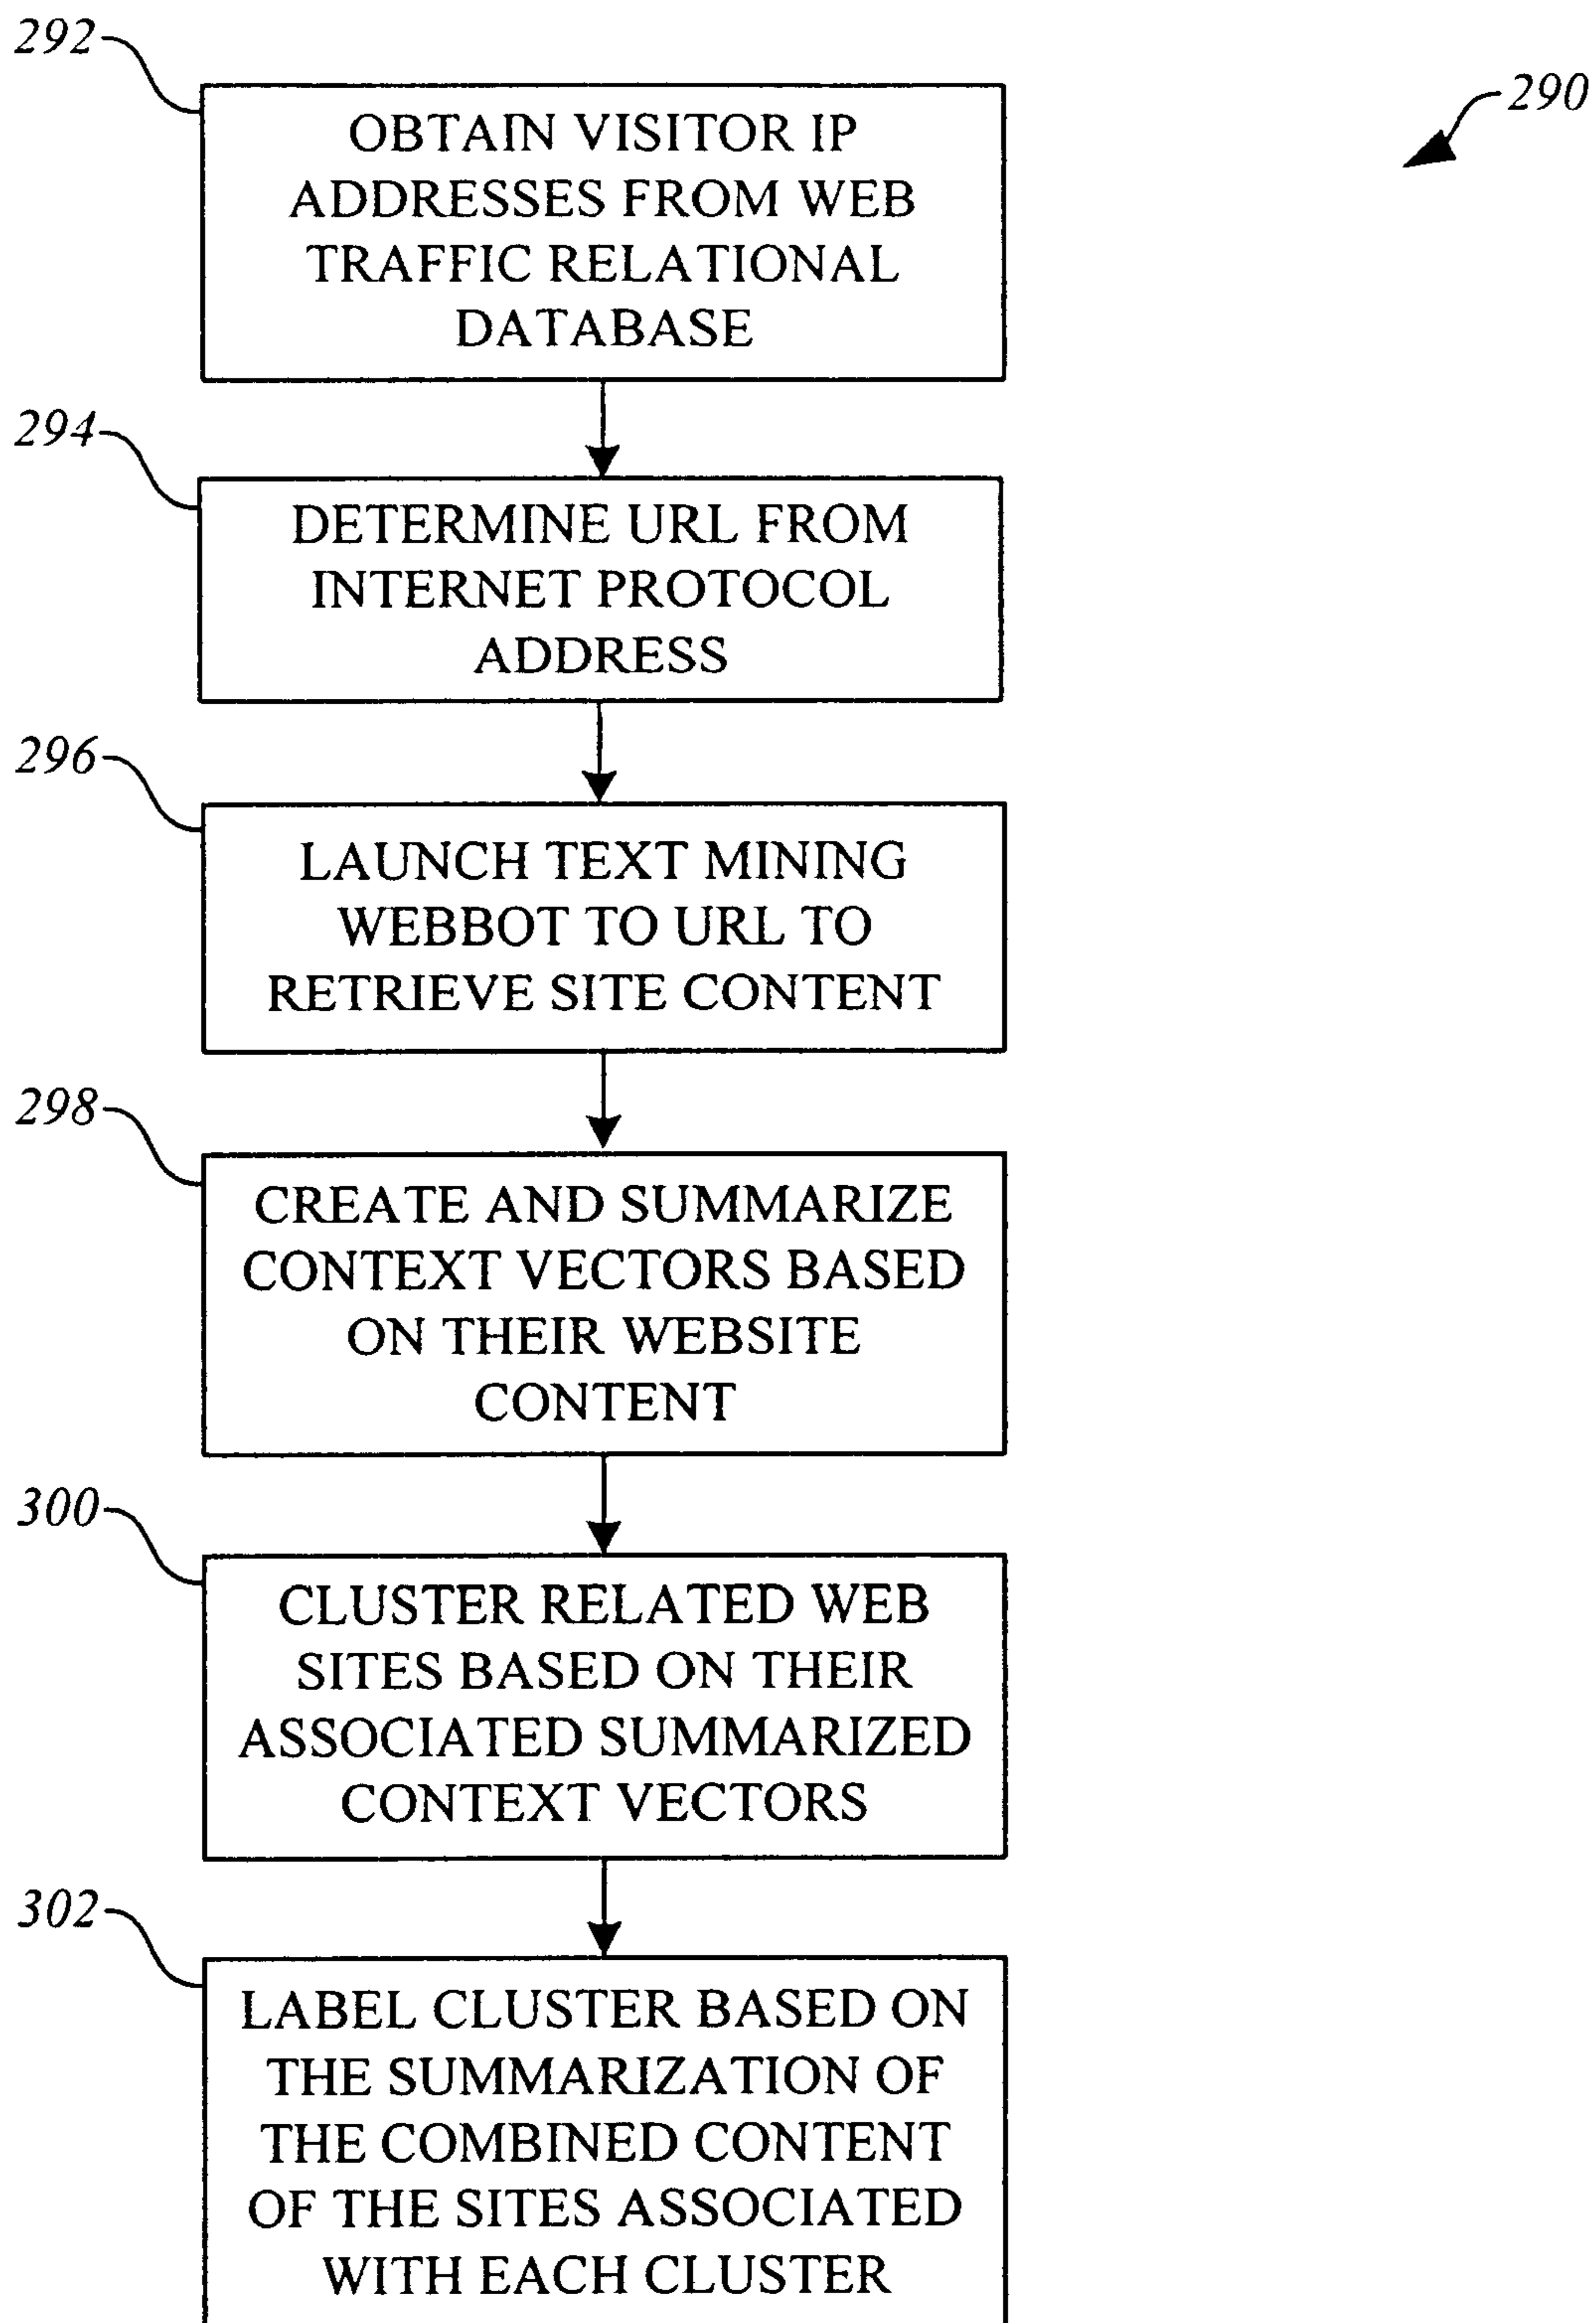 292
290
OBTAIN VISITOR IP
ADDRESSES FROM WEB
TRAFFIC RELATIONAL
DATABASE
294
DETERMINE URL FROM
INTERNET PROTOCOL
ADDRESS
296
LAUNCH TEXT MINING
WEBBOT TO URL TO
RETRIEVE SITE CONTENT
298
CREATE AND SUMMARIZE
CONTEXT VECTORS BASED
ON THEIR WEBSITE
CONTENT
300
CLUSTER RELATED WEB
SITES BASED ON THEIR
ASSOCIATED SUMMARIZED
CONTEXT VECTORS
302
LABEL CLUSTER BASED ON
THE SUMMARIZATION OF
THE COMBINED CONTENT
OF THE SITES ASSOCIATED
WITH EACH CLUSTER